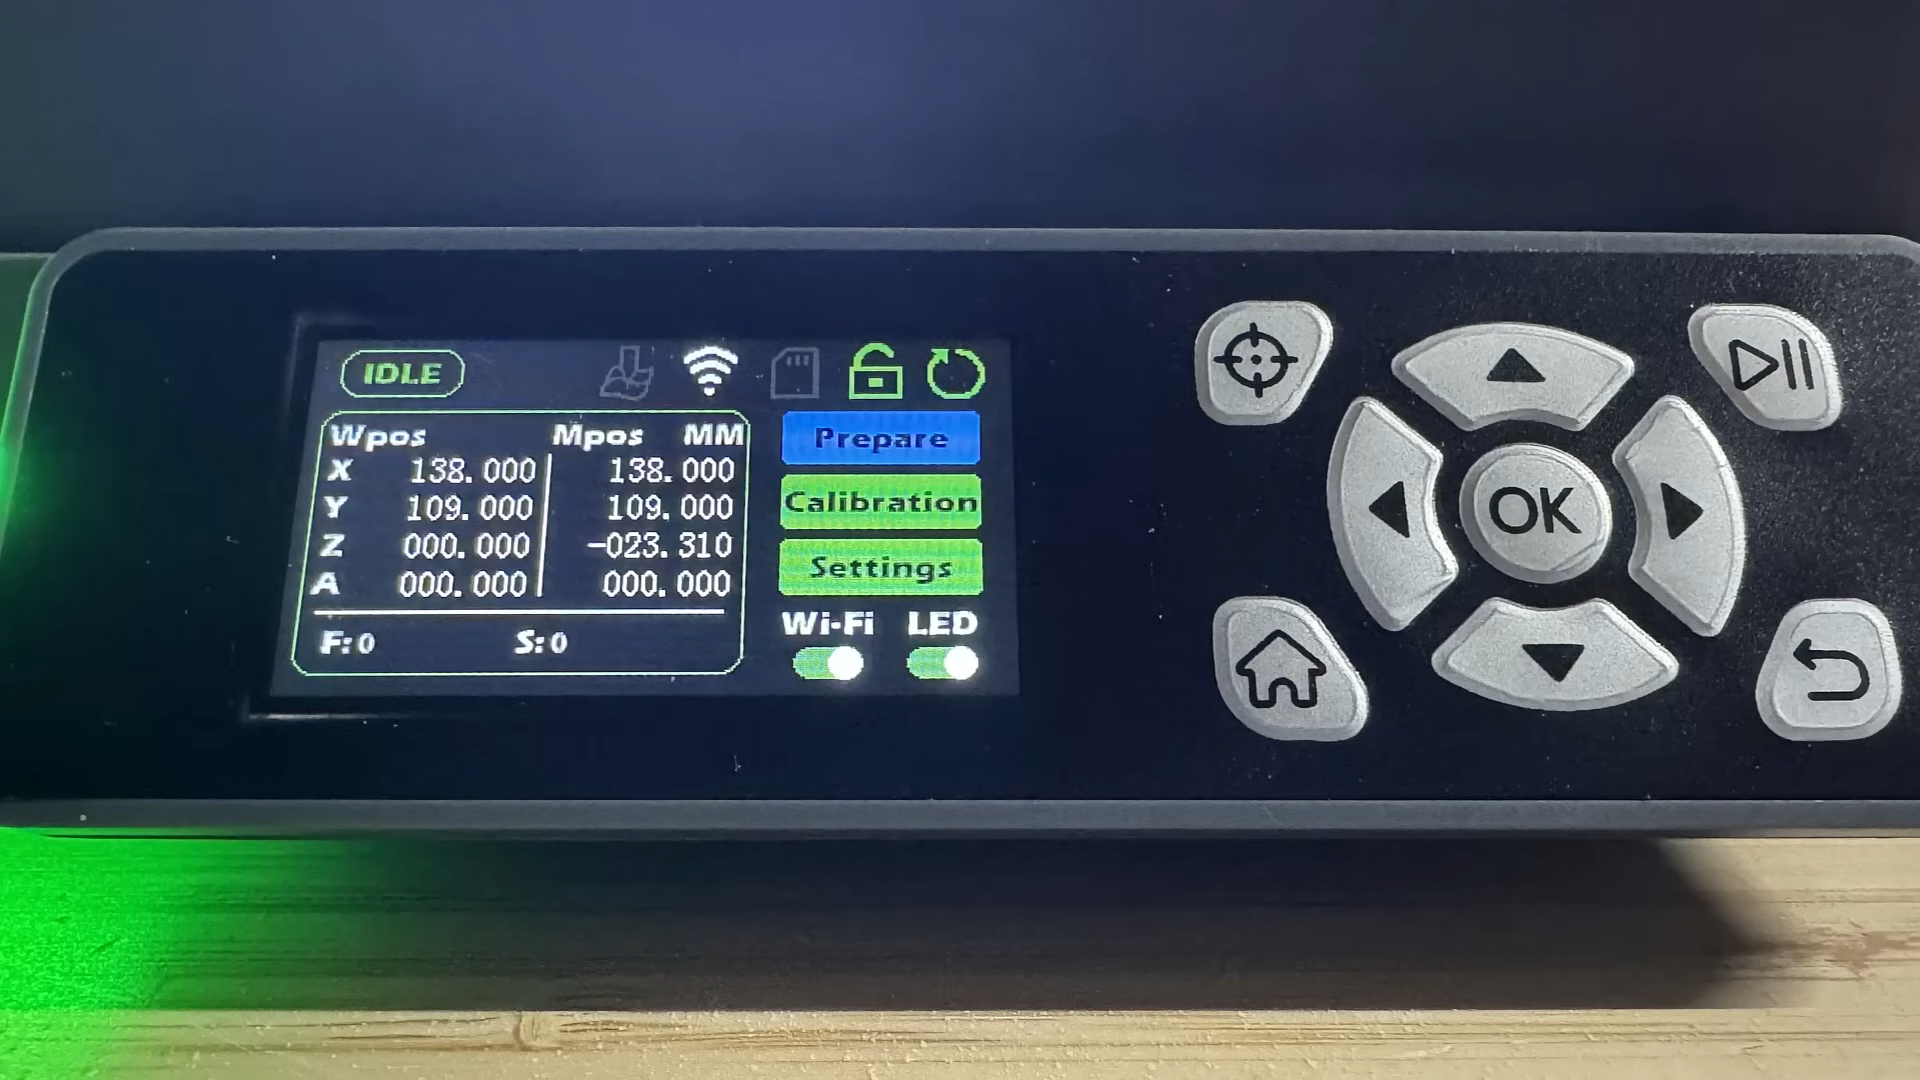 IDLE
Wpos Mpos MM
X 138.000 138.000
Y 109.000 109.000
Z 000.000 -023.310
A 000.000 000.000
F:0 S:0
Prepare
Calibration
Settings
Wi-Fi LED
OK